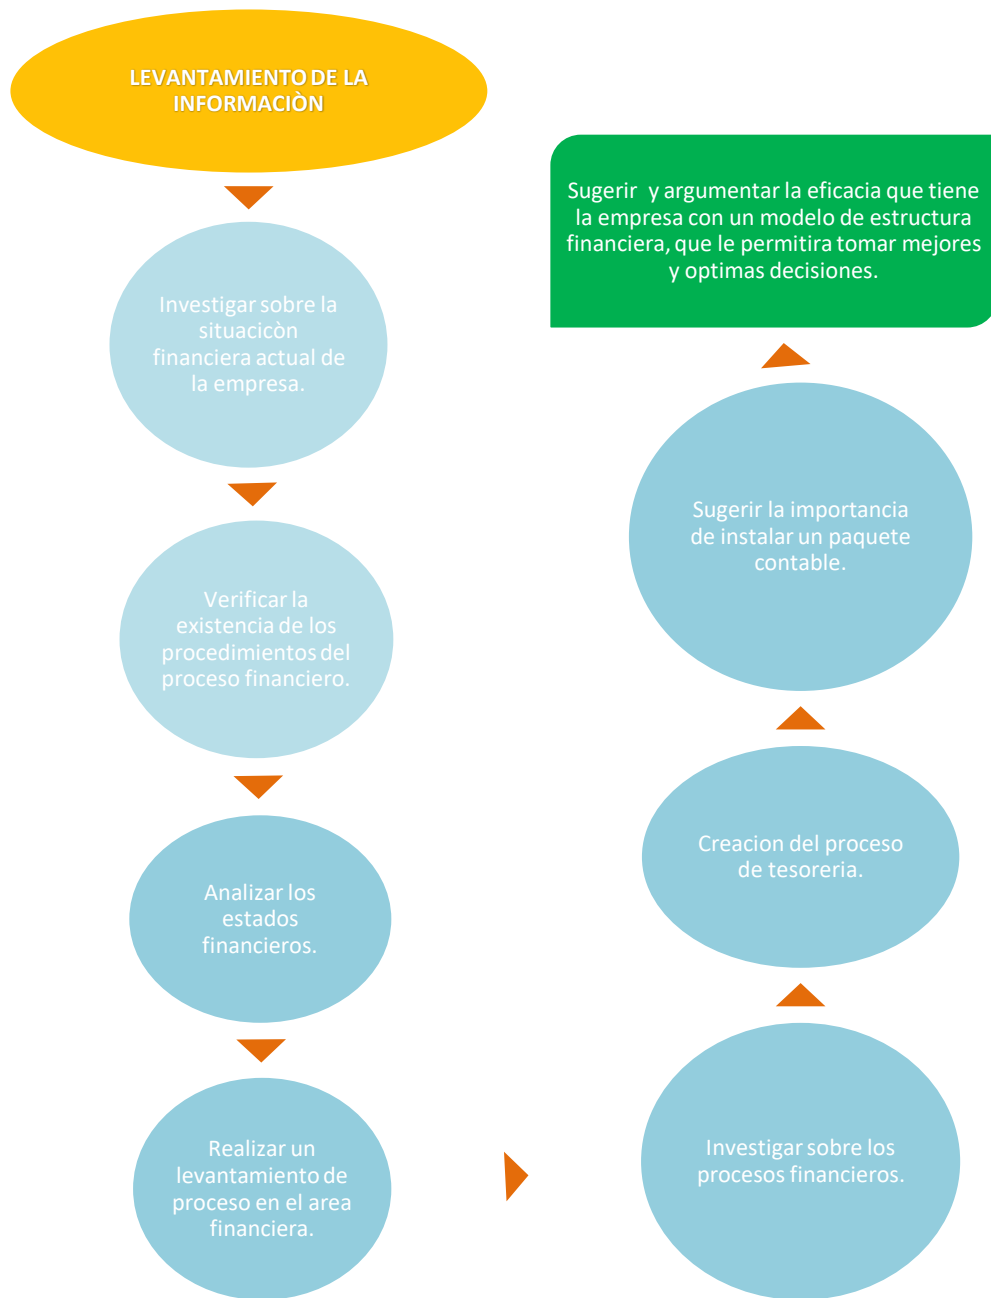 LEVANTAMIENTO DE LA
INFORMACIÒN
Investigar sobre la
situacicòn
financiera actual de
la empresa.
Verificar la
existencia de los
procedimientos del
proceso financiero.
Analizar los
estados
financieros.
Realizar un
levantamiento de
proceso en el area
financiera.
Investigar sobre los
procesos financieros.
Creacion del proceso
de tesoreria.
Sugerir la importancia
de instalar un paquete
contable.
Sugerir y argumentar la eficacia que tiene
la empresa con un modelo de estructura
financiera, que le permitira tomar mejores
y optimas decisiones.